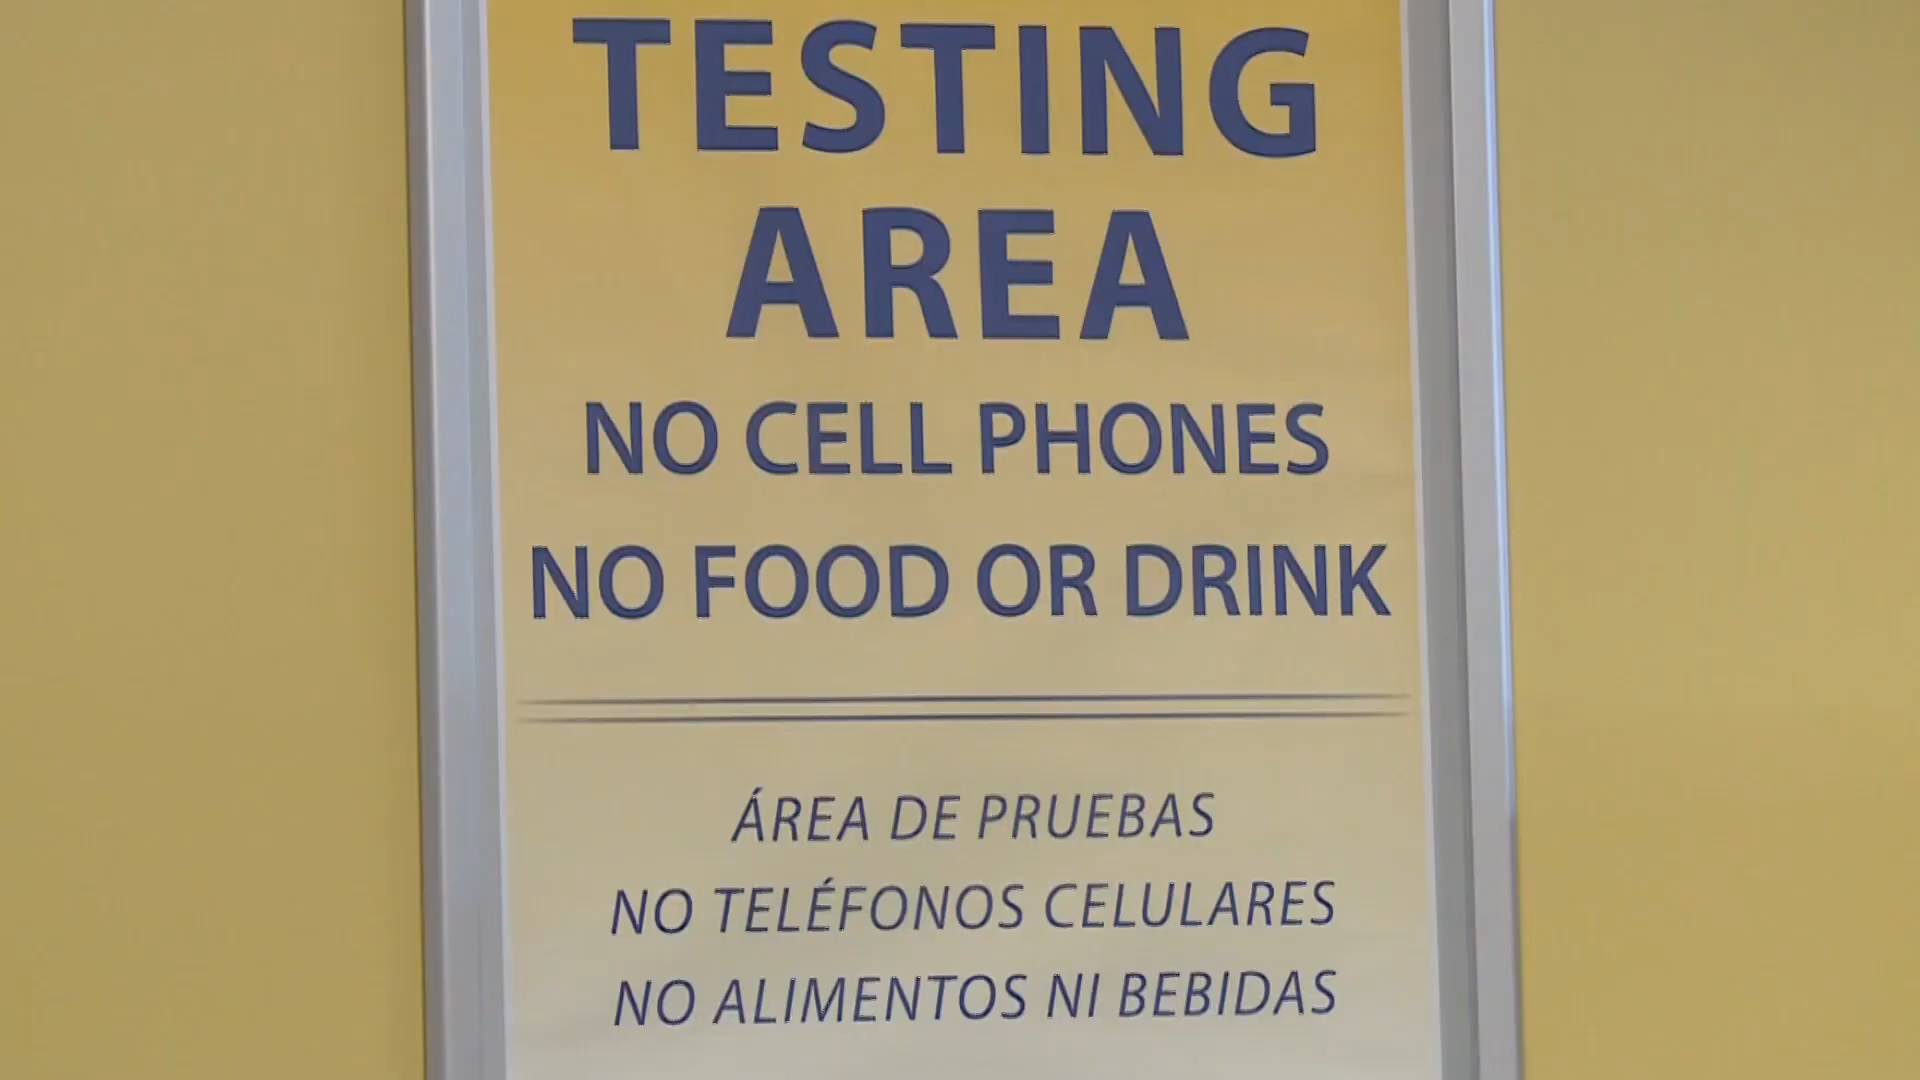 TESTING
AREA
NO CELL PHONES
NO FOOD OR DRINK
ÁREA DE PRUEBAS
NO TELÉFONOS CELULARES
NO ALIMENTOS NI BEBIDAS